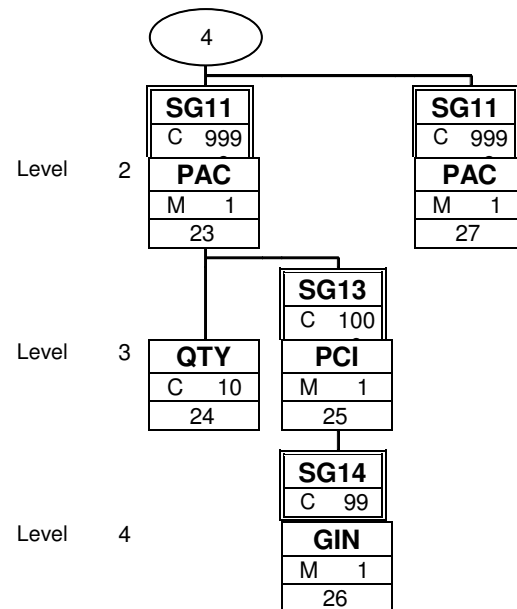 4
SG11 SG11
C 999 C 999
Level 2 PAC PAC
M 1 M 1
23 27
SG13
C 100
Level 3 QTY PCI
C 10 M 1
24 25
SG14
C 99
Level 4 GIN
M 1
26